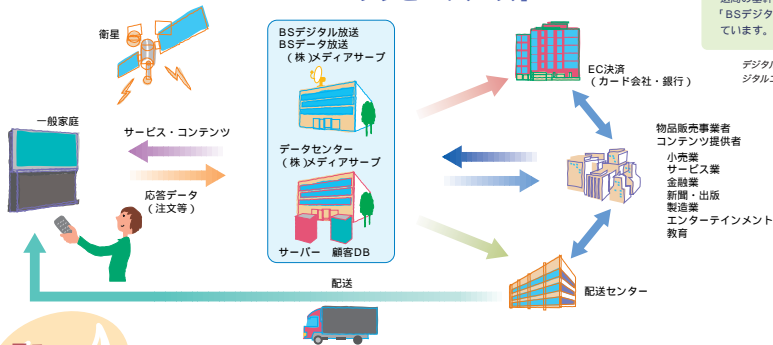 衛星
BSデジタル放送
BSデータ放送
(株)メディアサーブ
データセンター
(株)メディアサーブ
サーバー 顧客DB
一般家庭
サービス・コンテンツ
応答データ
(注文等)
EC決済
(カード会社・銀行)
物品販売事業者
コンテンツ提供者
小売業
サービス業
金融業
新聞・出版
製造業
エンターテインメント
教育
配送センター
配送
「BSデジタ
ています。
デジタル
ジタルコ